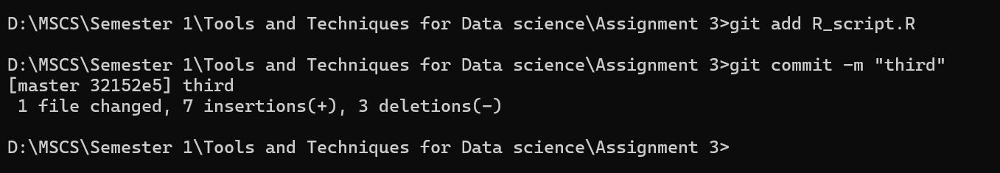 D:\MSCS\Semester 1\Tools and Techniques for Data science\Assignment 3>git add R_script.R
D:\MSCS\Semester 1\Tools and Techniques for Data science\Assignment 3>git commit -m "third"
[master 32152e5] third
 1 file changed, 7 insertions(+), 3 deletions(-)
D:\MSCS\Semester 1\Tools and Techniques for Data science\Assignment 3>